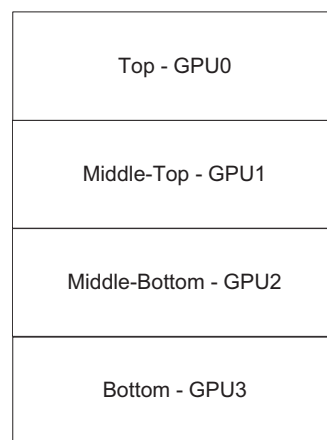 Top - GPU0
Middle-Top - GPU1
Middle-Bottom - GPU2
Bottom - GPU3